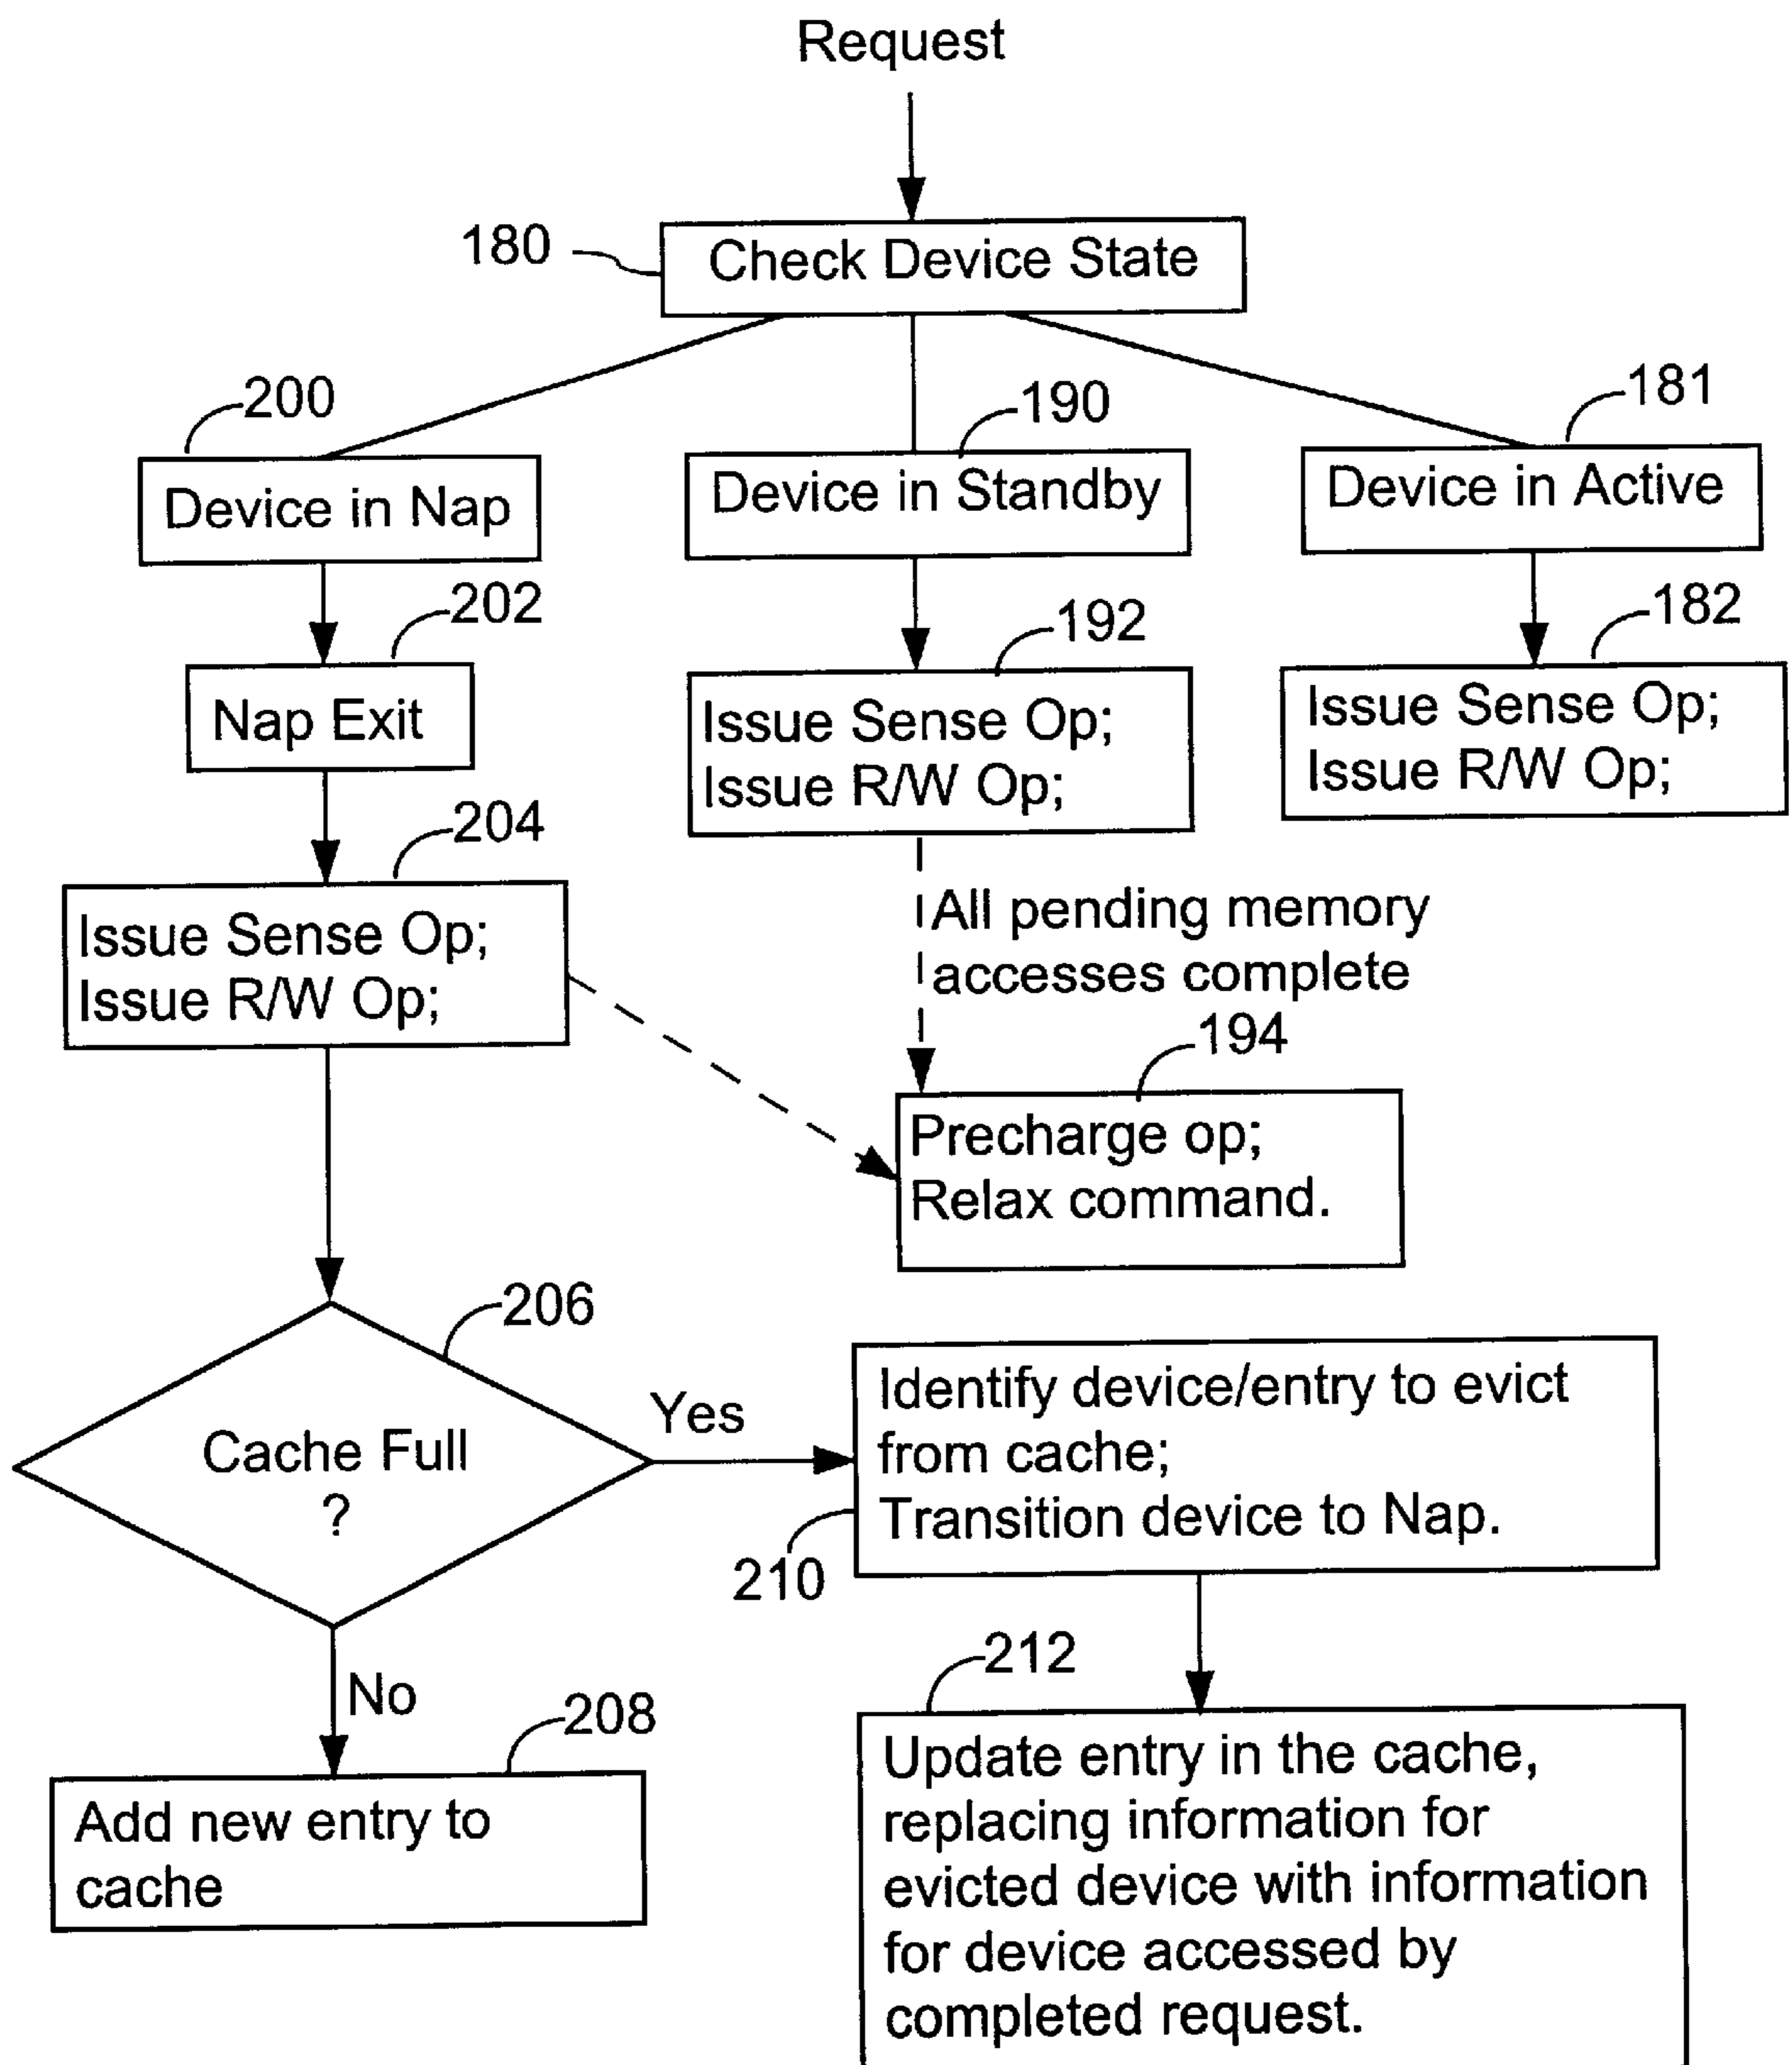 Request
180
Check Device State
200
190
181
Device in Nap
Device in Standby
Device in Active
202
192
182
Nap Exit
Issue Sense Op;
Issue R/W Op;
Issue Sense Op;
Issue R/W Op;
204
Issue Sense Op;
Issue R/W Op;
All pending memory
accesses complete
194
Precharge op;
Relax command.
206
Cache Full
?
Yes
Identify device/entry to evict
from cache;
Transition device to Nap.
210
No
208
Add new entry to
cache
212
Update entry in the cache,
replacing information for
evicted device with information
for device accessed by
completed request.